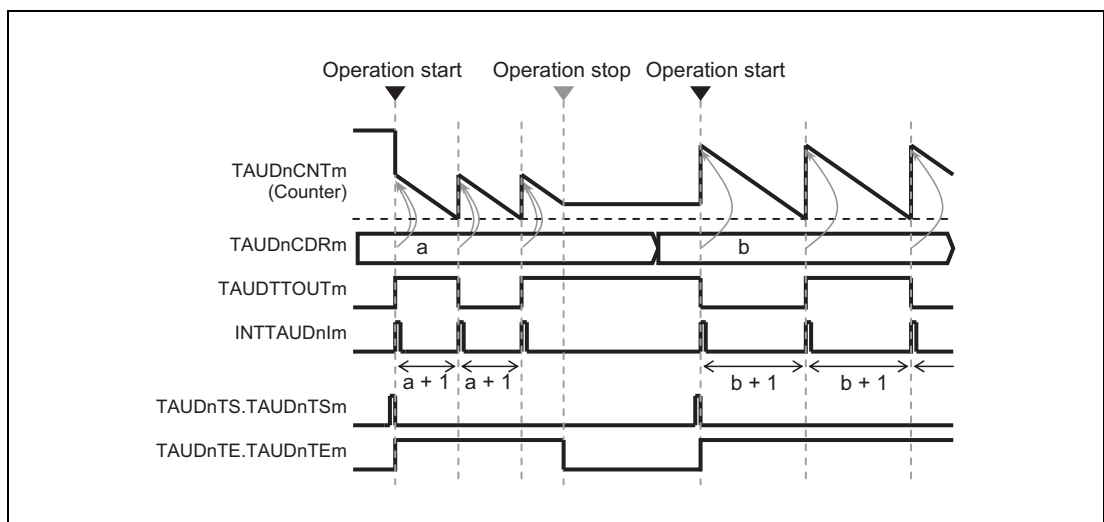 Operation start Operation stop Operation start
TAUDnCNTm
(Counter)
TAUDnCDRm a b
TAUDTTOUTm
INTTAUDnIm
a + 1 a + 1 b + 1 b + 1
TAUDnTS.TAUDnTSm
TAUDnTE.TAUDnTEm